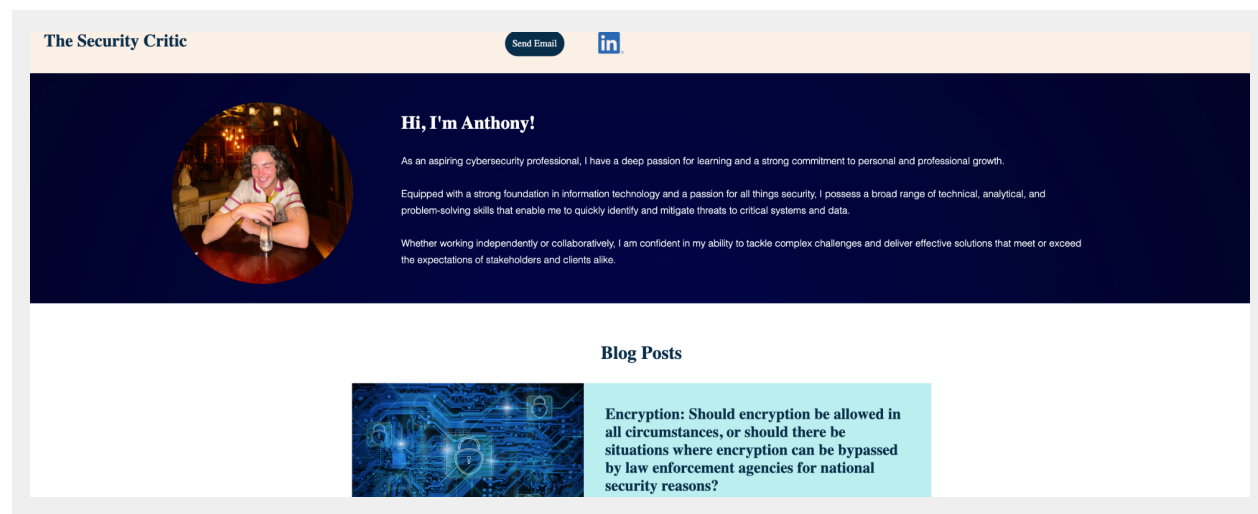 The Security Critic
Send Email
in
Hi, I'm Anthony!
As an aspiring cybersecurity professional, I have a deep passion for learning and a strong commitment to personal and professional growth.
Equipped with a strong foundation in information technology and a passion for all things security, I possess a broad range of technical, analytical, and
problem-solving skills that enable me to quickly identify and mitigate threats to critical systems and data.
Whether working independently or collaboratively, I am confident in my ability to tackle complex challenges and deliver effective solutions that meet or exceed
the expectations of stakeholders and clients alike.
Blog Posts
Encryption: Should encryption be allowed in
all circumstances, or should there be
situations where encryption can be bypassed
by law enforcement agencies for national
security reasons?